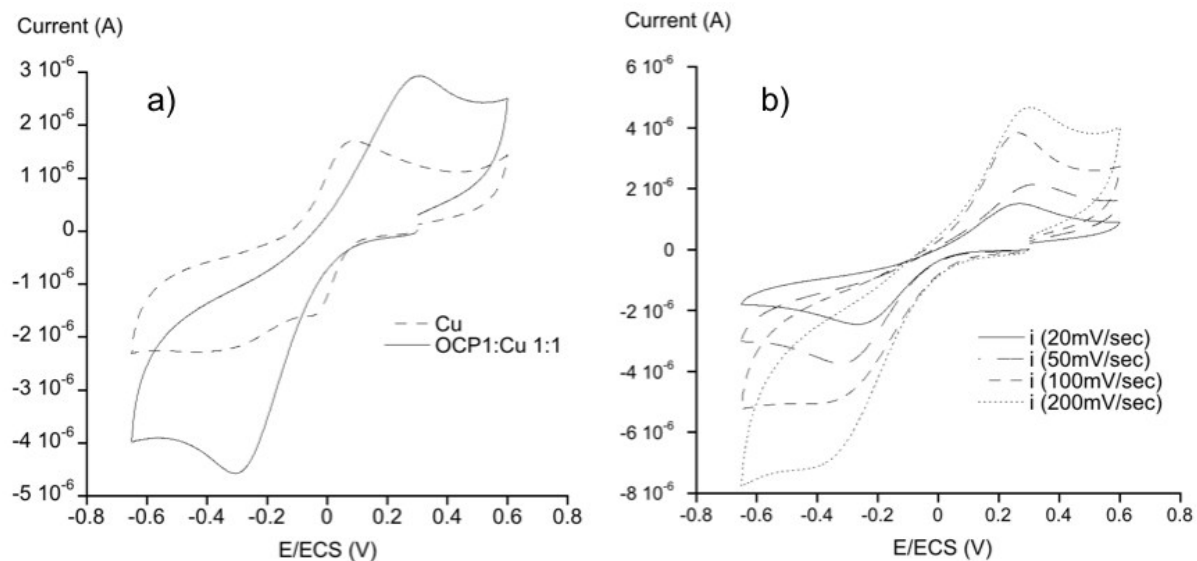 Current (A)
a)
3 10-6
2 10-6
1 10-6
0
-1 10-6
-2 10-6
-3 10-6
-4 10-6
-5 10-6
Cu
OCP1:Cu 1:1
-0.8 -0.6 -0.4 -0.2 0 0.2 0.4 0.6 0.8
E/ECS (V)
Current (A)
b)
6 10-6
4 10-6
2 10-6
0
-2 10-6
-4 10-6
-6 10-6
-8 10-6
i (20mV/sec)
i (50mV/sec)
i (100mV/sec)
i (200mV/sec)
-0.8 -0.6 -0.4 -0.2 0 0.2 0.4 0.6 0.8
E/ECS (V)